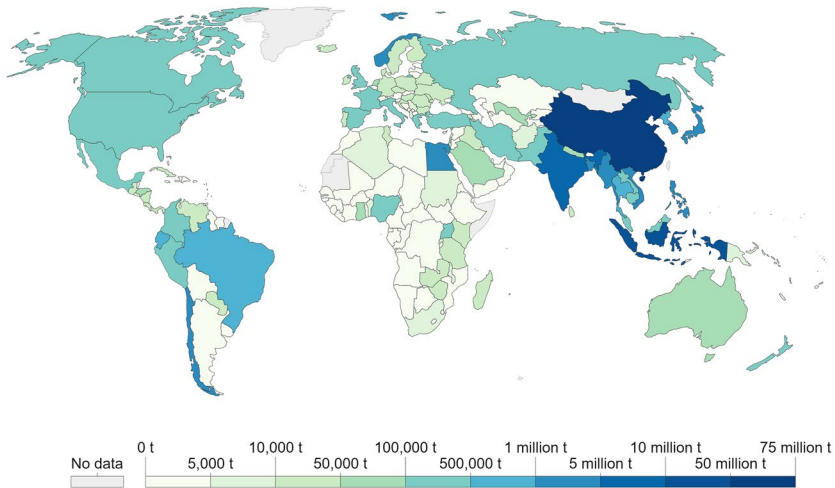 0 t 10,000 t 100,000 t 1 million t 10 million t 75 million t
No data 5,000 t 50,000 t 500,000 t 5 million t 50 million t